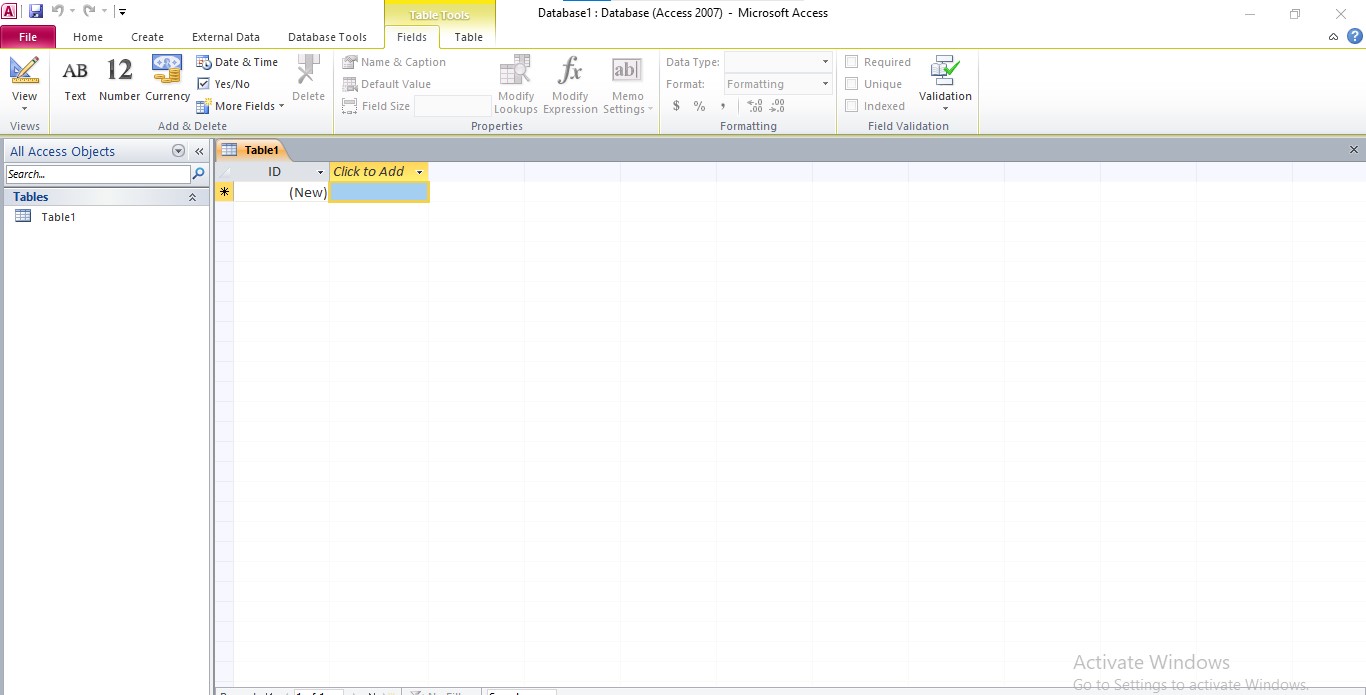 A
Table Tools
Database1 : Database (Access 2007) - Microsoft Access
File Home Create External Data Database Tools Fields Table ?
View
AB Text
12 Number
Currency
Date & Time
Yes/No
More Fields
Delete
Name & Caption
Default Value
Field Size
Modify Lookups
fx
Modify Expression
ab|
Memo Settings
Data Type:
Format: Formatting
$ % , .00 .00
Required
Unique
Indexed
Validation
Views Add & Delete Properties Formatting Field Validation
All Access Objects «
Search...
Tables
Table1
Table1
ID Click to Add
* (New)
Activate Windows
Go to Settings to activate Windows.